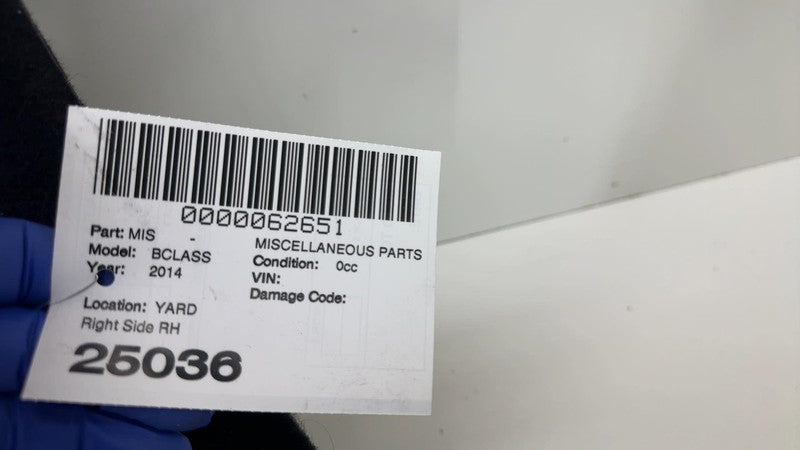 0000062651
Part: MIS - MISCELLANEOUS PARTS
Model: BCLASS Condition: 0cc
Year: 2014 VIN:
Damage Code:
Location: YARD
Right Side RH
25036